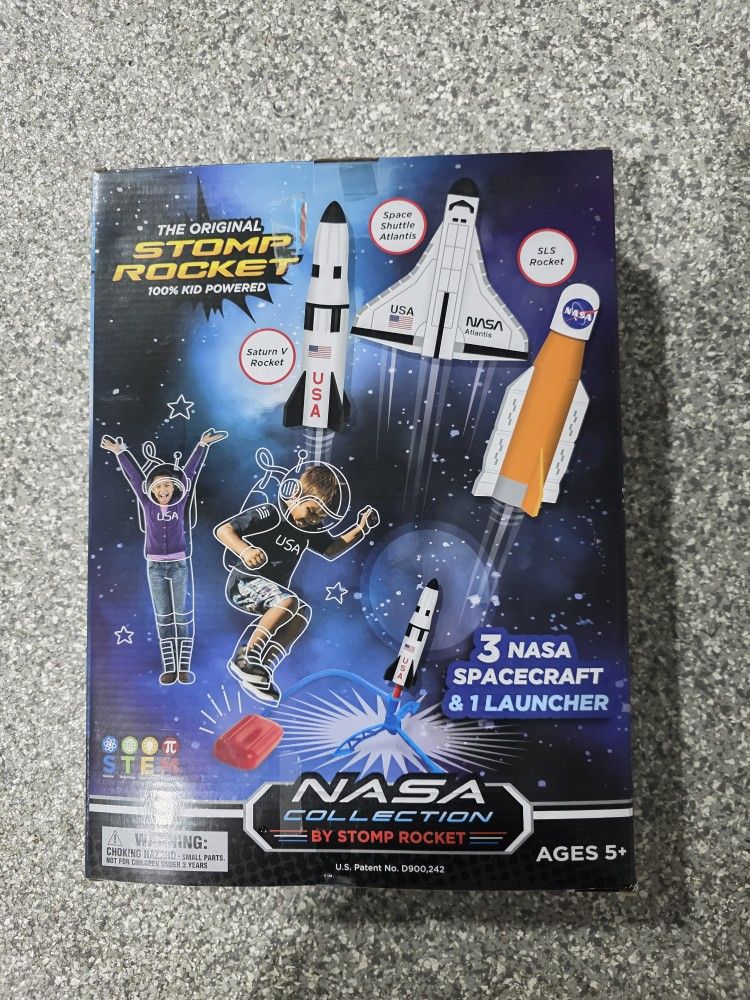 THE ORIGINAL
STOMP
ROCKET
100% KID POWERED
Space
Shuttle
Atlantis
SLS
Rocket
Saturn V
Rocket
USA
USA
NASA
Atlantis
NASA
USA
USA
USA
3 NASA
SPACECRAFT
& 1 LAUNCHER
STEM
NASA
COLLECTION
BY STOMP ROCKET
WARNING:
CHOKING HAZARD - SMALL PARTS.
NOT FOR CHILDREN UNDER 3 YEARS
U.S. Patent No. D900,242
AGES 5+